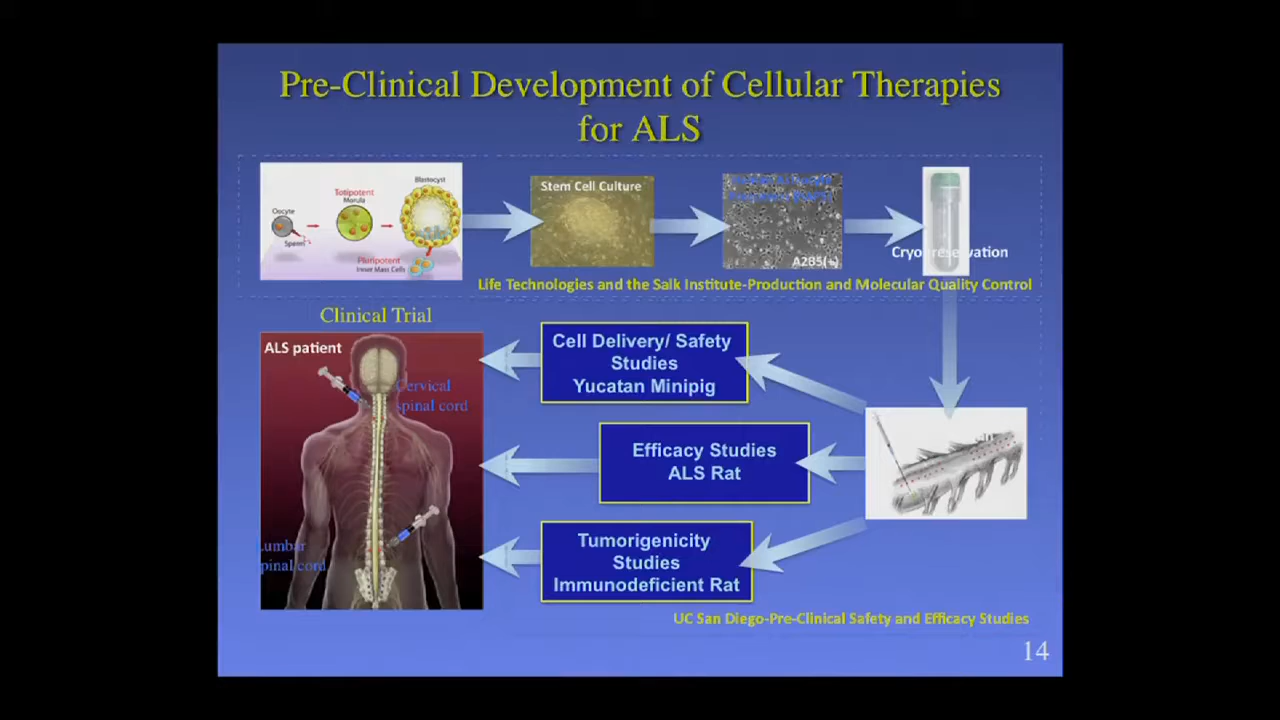 Pre-Clinical Development of Cellular Therapies
for ALS
Oocyte
Sperm
Totipotent
Morula
Blastocyst
Pluripotent
Inner Mass Cells
Stem Cell Culture
A2B5(+)
Cryopreservation
Life Technologies and the Salk Institute-Production and Molecular Quality Control
Clinical Trial
ALS patient
Cervical
spinal cord
Lumbar
spinal cord
Cell Delivery/ Safety
Studies
Yucatan Minipig
Efficacy Studies
ALS Rat
Tumorigenicity
Studies
Immunodeficient Rat
UC San Diego-Pre-Clinical Safety and Efficacy Studies
14